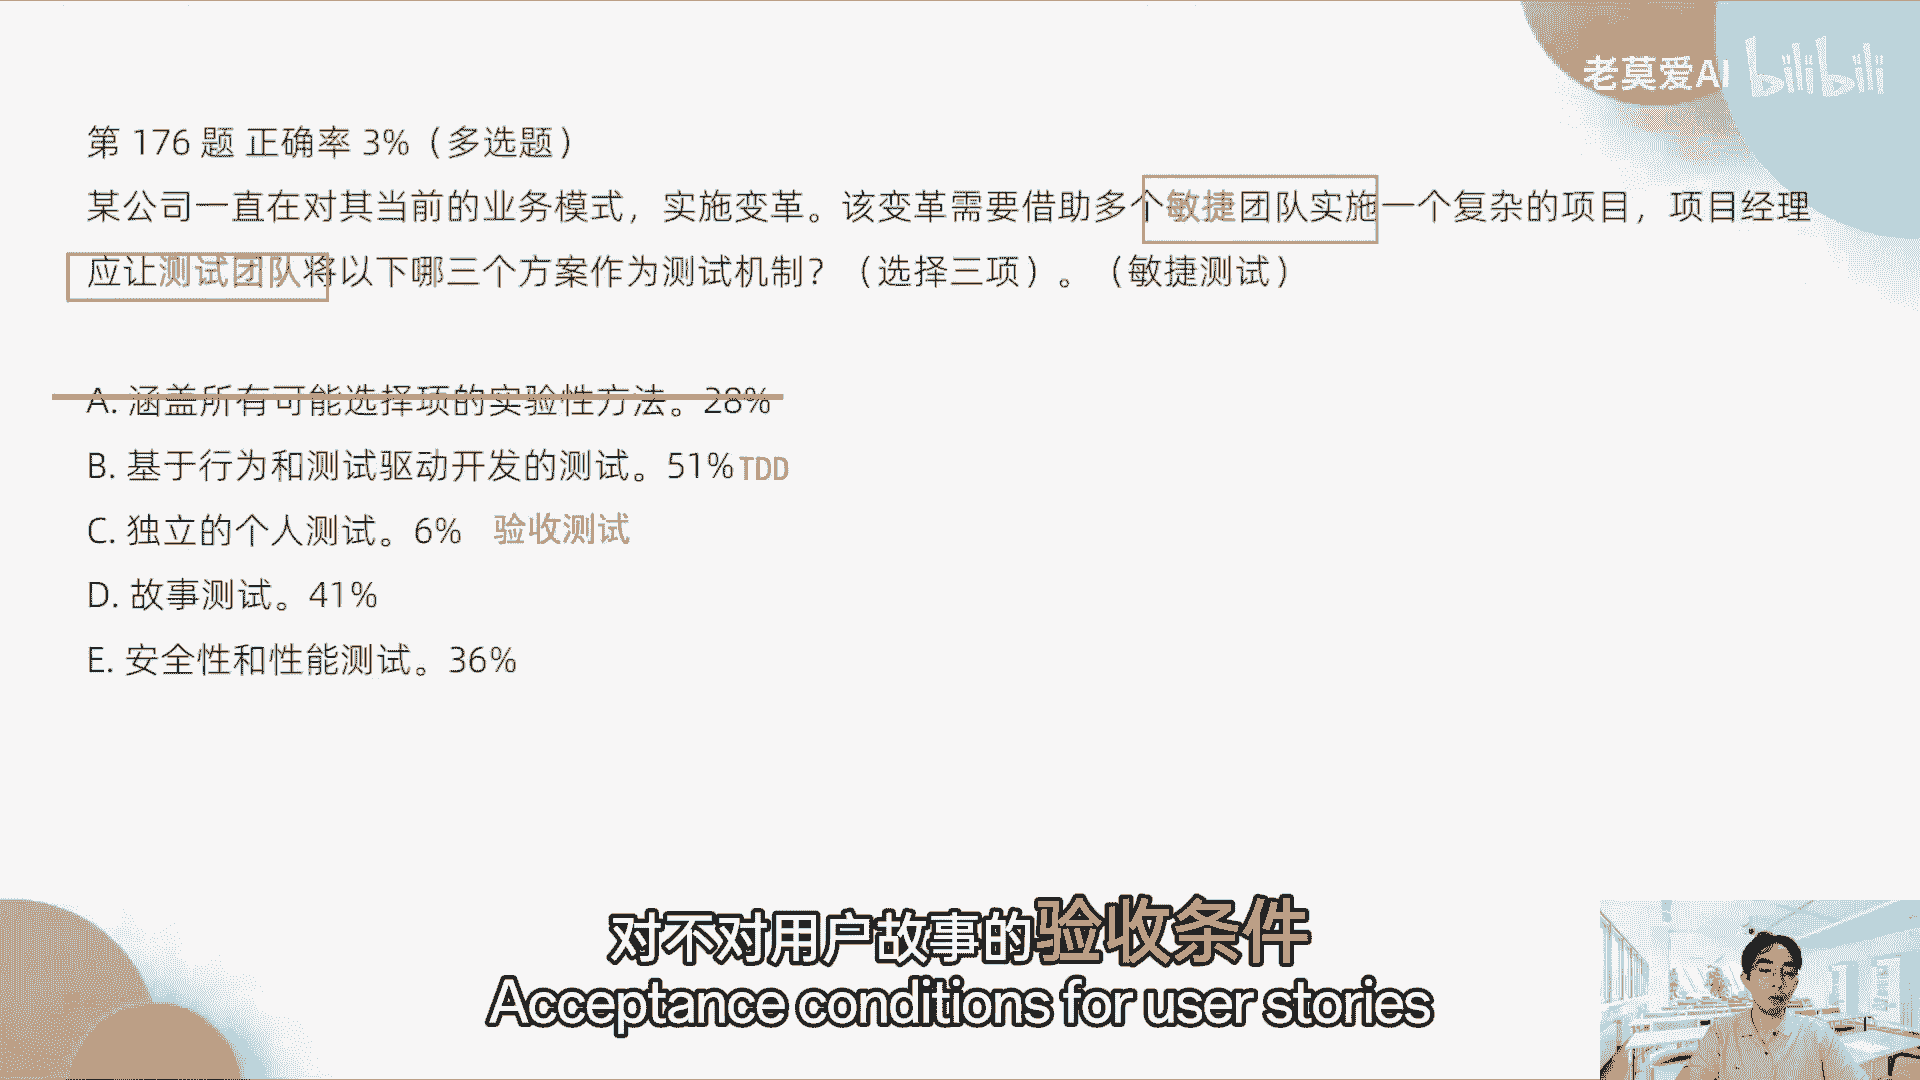 老莫爱AI bilibili
第 176 题 正确率 3%（多选题）
某公司一直在对其当前的业务模式，实施变革。该变革需要借助多个敏捷团队实施一个复杂的项目，项目经理
应让测试团队将以下哪三个方案作为测试机制？（选择三项）。（敏捷测试）
A. 涵盖所有可能选择项的实验性方法。28%
B. 基于行为和测试驱动开发的测试。51% TDD
C. 独立的个人测试。6% 验收测试
D. 故事测试。41%
E. 安全性和性能测试。36%
对不对用户故事的验收条件
Acceptance conditions for user stories